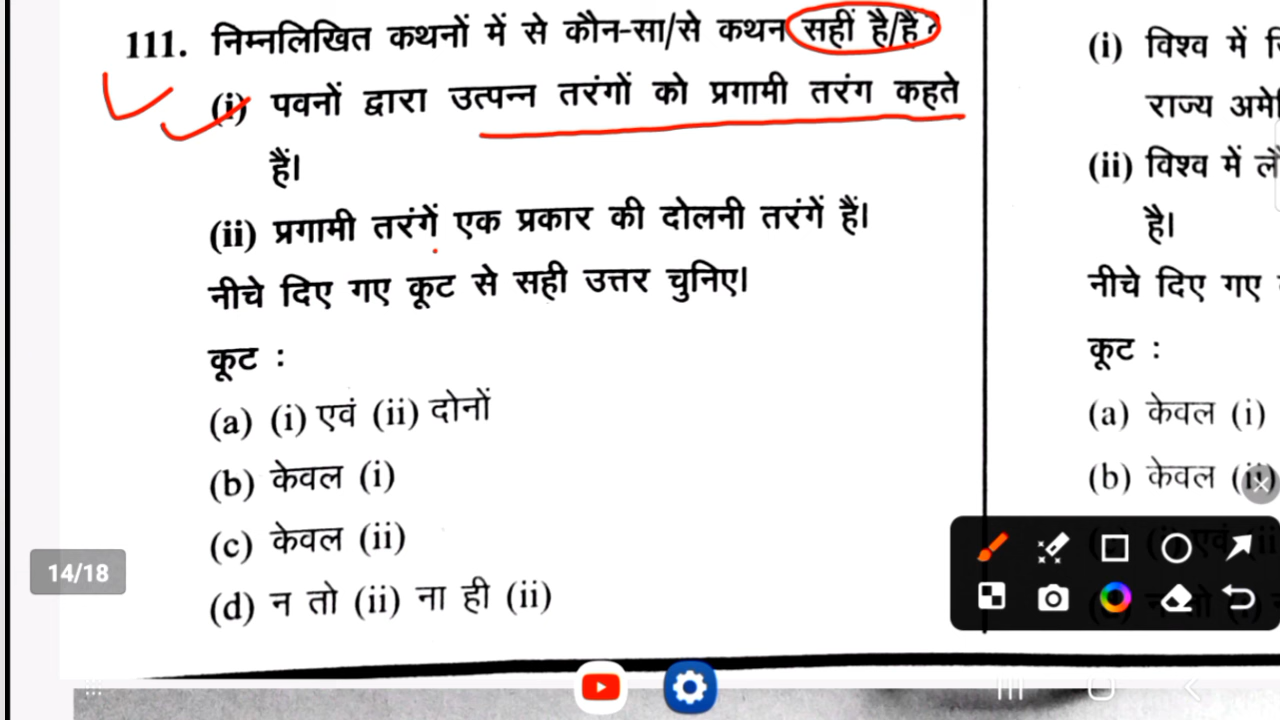 111. निम्नलिखित कथनों में से कौन-सा/से कथन सहीं है/हैं?
(i) पवनों द्वारा उत्पन्न तरंगों को प्रगामी तरंग कहते
हैं।
(ii) प्रगामी तरंगें एक प्रकार की दोलनी तरंगें हैं।
नीचे दिए गए कूट से सही उत्तर चुनिए।
कूट :
(a) (i) एवं (ii) दोनों
(b) केवल (i)
(c) केवल (ii)
(d) न तो (ii) ना ही (ii)
14/18
(i) विश्व में
राज्य
(ii) विश्व में
है।
नीचे दिए गए
कूट :
(a) केवल (i)
(b) केवल (ii)